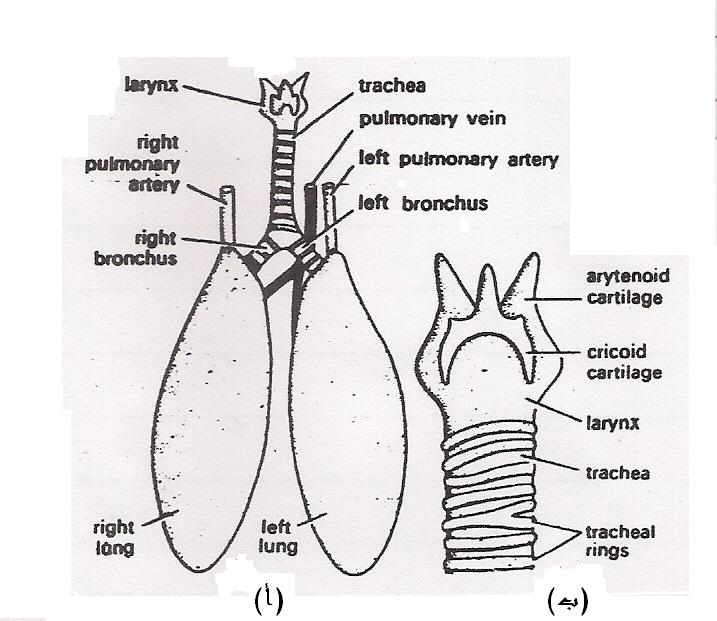 larynx
trachea
pulmonary vein
right
pulmonary
artery
left pulmonary artery
left bronchus
right
bronchus
right
long
left
lung
(أ)
arytenoid
cartilage
cricoid
cartilage
larynx
trachea
tracheal
rings
(ب)